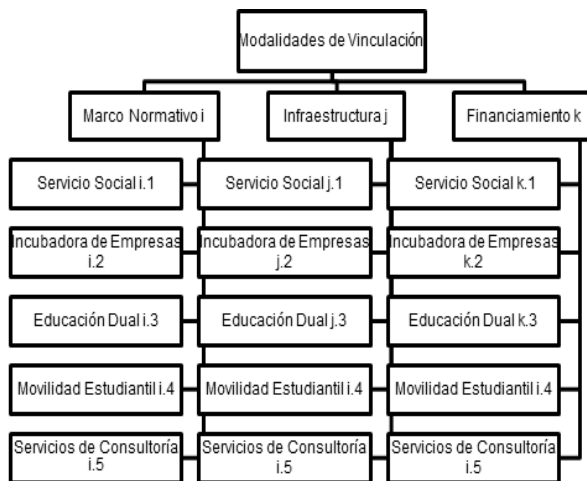 Modalidades de Vinculación
Marco Normativo i
Infraestructura j
Financiamiento k
Servicio Social i.1
Servicio Social j.1
Servicio Social k.1
Incubadora de Empresas
i.2
Incubadora de Empresas
j.2
Incubadora de Empresas
k.2
Educación Dual i.3
Educación Dual j.3
Educación Dual k.3
Movilidad Estudiantil i.4
Movilidad Estudiantil i.4
Movilidad Estudiantil i.4
Servicios de Consultoría
i.5
Servicios de Consultoría
i.5
Servicios de Consultoría
i.5